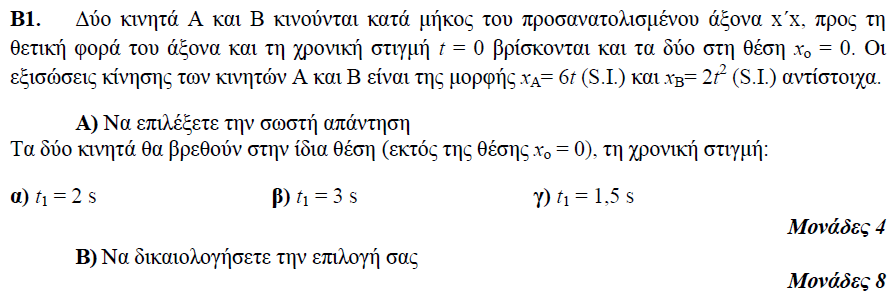 Β1. Δύο κινητά Α και Β κινούνται κατά μήκος του προσανατολισμένου άξονα x΄x, προς τη
θετική φορά του άξονα και τη χρονική στιγμή t = 0 βρίσκονται και τα δύο στη θέση x₀ = 0. Οι
εξισώσεις κίνησης των κινητών Α και Β είναι της μορφής x_A= 6t (S.I.) και x_B= 2t² (S.I.) αντίστοιχα.
Α) Να επιλέξετε την σωστή απάντηση
Τα δύο κινητά θα βρεθούν στην ίδια θέση (εκτός της θέσης x₀ = 0), τη χρονική στιγμή:
α) t₁ = 2 s β) t₁ = 3 s γ) t₁ = 1,5 s
Μονάδες 4
Β) Να δικαιολογήσετε την επιλογή σας
Μονάδες 8